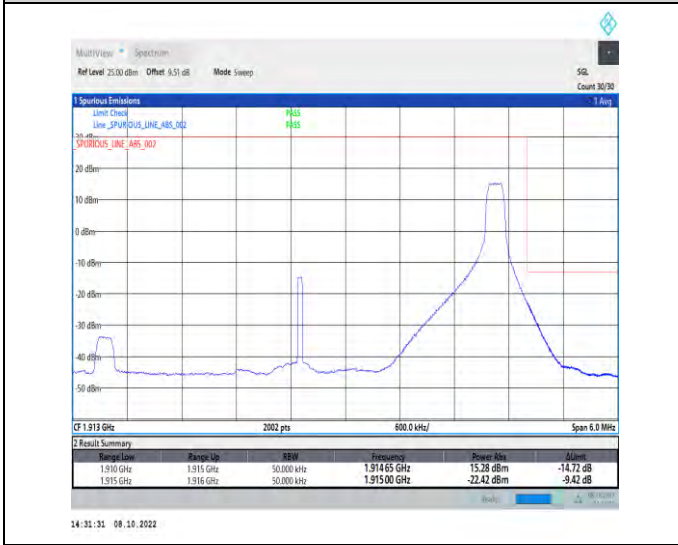 MultiView Spectrum
Ref Level 25.00 dBm Offset 9.51 dB Mode Sweep SGL
Count 30/30
1 Spurious Emissions 1 Avg
Limit Check PASS
Line _SPURIOUS_LINE_ABS_002 PASS
_SPURIOUS_LINE_ABS_002
20 dBm
10 dBm
0 dBm
-10 dBm
-20 dBm
-30 dBm
-40 dBm
-50 dBm
CF 1.913 GHz 2002 pts 600.0 kHz/ Span 6.0 MHz
2 Result Summary
Range Low Range Up RBW Frequency Power Abs ΔLimit
1.910 GHz 1.915 GHz 50.000 kHz 1.914 65 GHz 15.28 dBm -14.72 dB
1.915 GHz 1.916 GHz 50.000 kHz 1.915 00 GHz -22.42 dBm -9.42 dB
Ready
14:31:31 08.10.2022